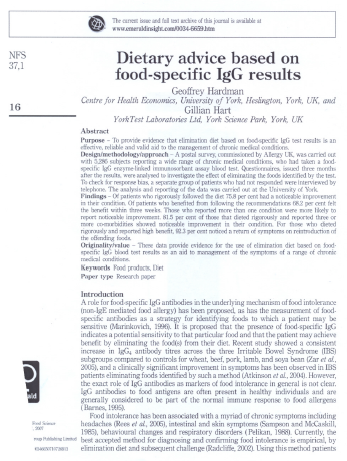 The current issue and full text archive of this journal is available at
www.emeraldinsight.com/0034-6659.htm
NFS
37,1
16
Dietary advice based on
food-specific IgG results
Geoffrey Hardman
Centre for Health Economics, University of York, Heslington, York, UK, and
Gillian Hart
YorkTest Laboratories Ltd, York Science Park, York, UK
Abstract
Purpose – To provide evidence that elimination diet based on food-specific IgG test results is an
effective, reliable and valid aid to the management of chronic medical conditions.
Design/methodology/approach – A postal survey, commissioned by Allergy UK, was carried out
with 5,286 subjects reporting a wide range of chronic medical conditions, who had taken a food-
specific IgG enzyme-linked immunosorbant assay blood test. Questionnaires, issued three months
after the results, were analysed to investigate the effect of eliminating the foods identified by the test.
To check for response bias, a separate group of patients who had not responded were interviewed by
telephone. The analysis and reporting of the data was carried out at the University of York.
Findings – Of patients who rigorously followed the diet 75.8 per cent had a noticeable improvement
in their condition. Of patients who benefited from following the recommendations 68.2 per cent felt
the benefit within three weeks. Those who reported more than one condition were more likely to
report noticeable improvement. 81.5 per cent of those that dieted rigorously and reported three or
more co-morbidities showed noticeable improvement in their condition. For those who dieted
rigorously and reported high benefit, 92.3 per cent noticed a return of symptoms on reintroduction of
the offending foods.
Originality/value – These data provide evidence for the use of elimination diet based on food-
specific IgG blood test results as an aid to management of the symptoms of a range of chronic
medical conditions.
Keywords Food products, Diet
Paper type Research paper
Introduction
A role for food-specific IgG antibodies in the underlying mechanism of food intolerance
(non-IgE mediated food allergy) has been proposed, as has the measurement of food-
specific antibodies as a strategy for identifying foods to which a patient may be
sensitive (Marinkovich, 1996). It is proposed that the presence of food-specific IgG
indicates a potential sensitivity to that particular food and that the patient may achieve
benefit by eliminating the food(s) from their diet. Recent study showed a consistent
increase in IgG4 antibody titres across the three Irritable Bowel Syndrome (IBS)
subgroups compared to controls for wheat, beef, pork, lamb, and soya bean (Zar et al.,
2005), and a clinically significant improvement in symptoms has been observed in IBS
patients eliminating foods identified by such a method (Atkinson et al., 2004). However,
the exact role of IgG antibodies as markers of food intolerance in general is not clear.
IgG antibodies to food antigens are often present in healthy individuals and are
generally considered to be part of the normal immune response to food allergens
(Barnes, 1995).
Food intolerance has been associated with a myriad of chronic symptoms including
headaches (Rees et al., 2005), intestinal and skin symptoms (Sampson and McCaskill,
1985), behavioural changes and respiratory disorders (Pelikan, 1988). Currently, the
best accepted method for diagnosing and confirming food intolerance is empirical, by
elimination diet and subsequent challenge (Radcliffe, 2002). Using this method patients
Food Science
, 2007
Publishing Limited